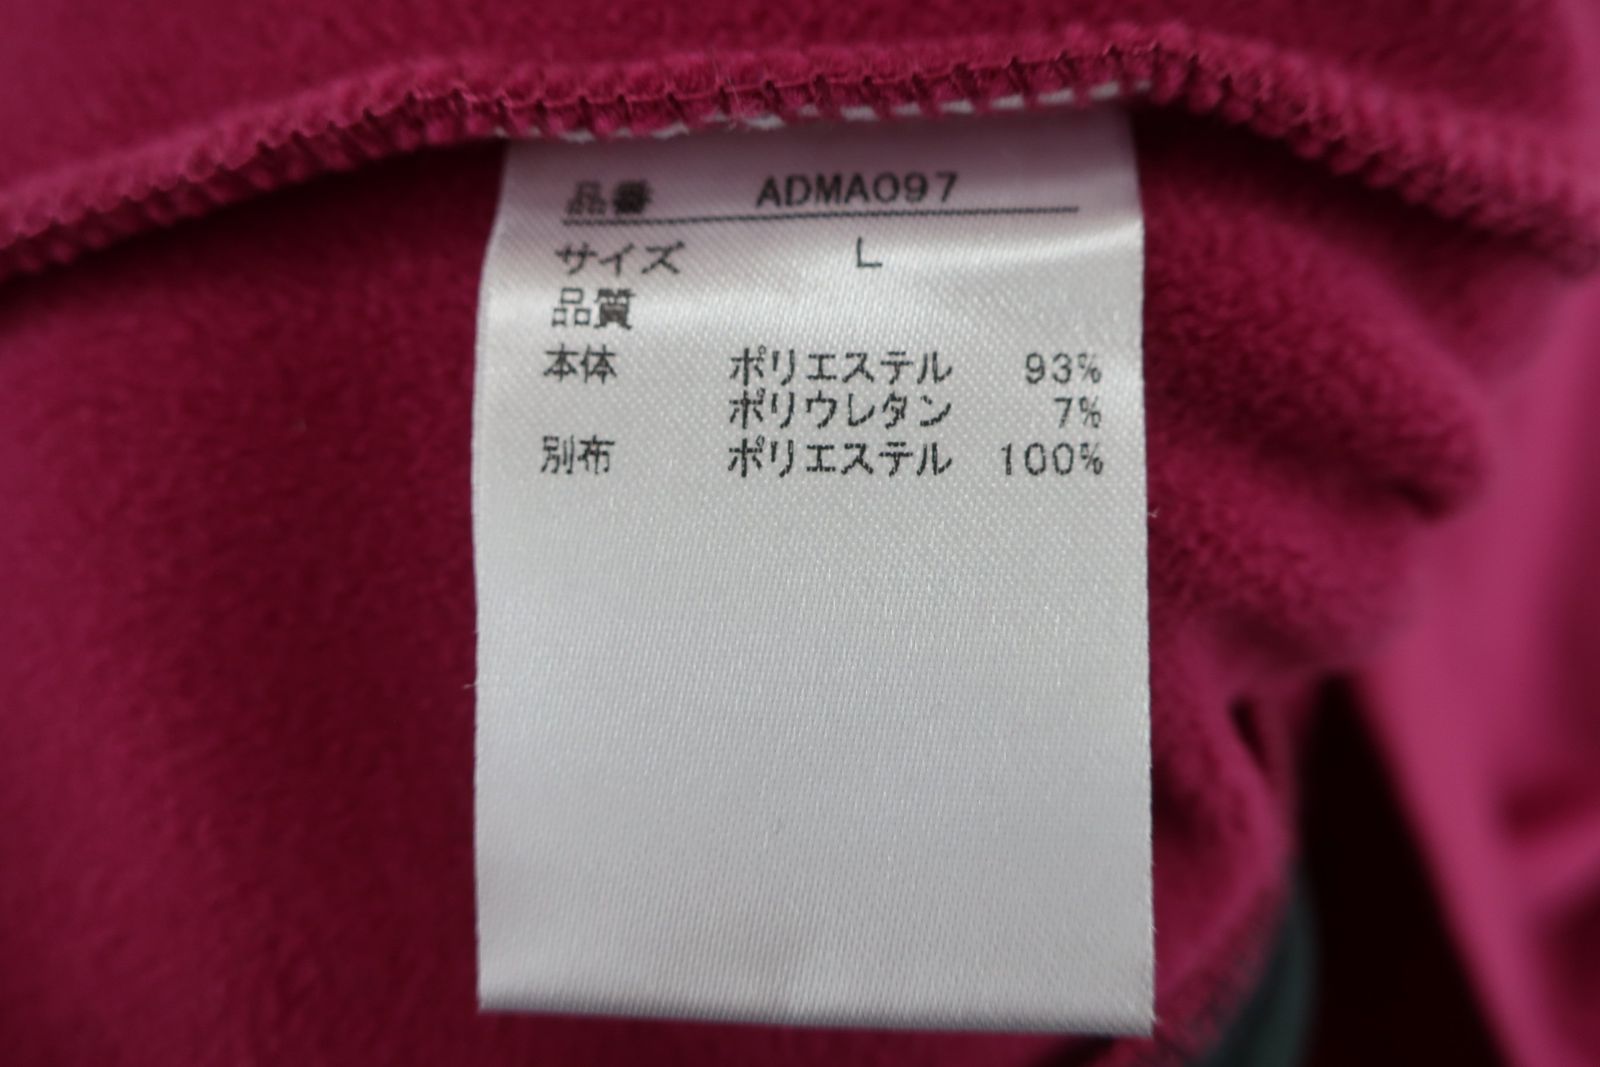 品番 ADMA097
サイズ L
品質
本体 ポリエステル 93%
ポリウレタン 7%
別布 ポリエステル 100%